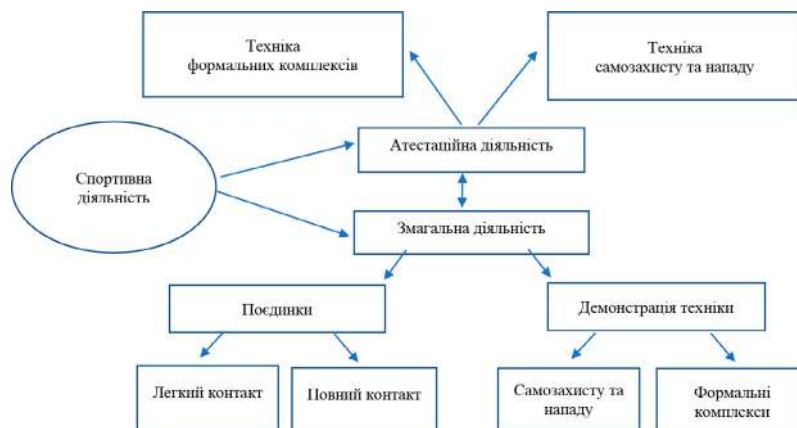 Техніка
формальних комплексів
Техніка
самозахисту та нападу
Атестаційна діяльність
Спортивна
діяльність
Змагальна діяльність
Поєдинки
Демонстрація техніки
Легкий контакт
Повний контакт
Самозахисту та
нападу
Формальні
комплекси